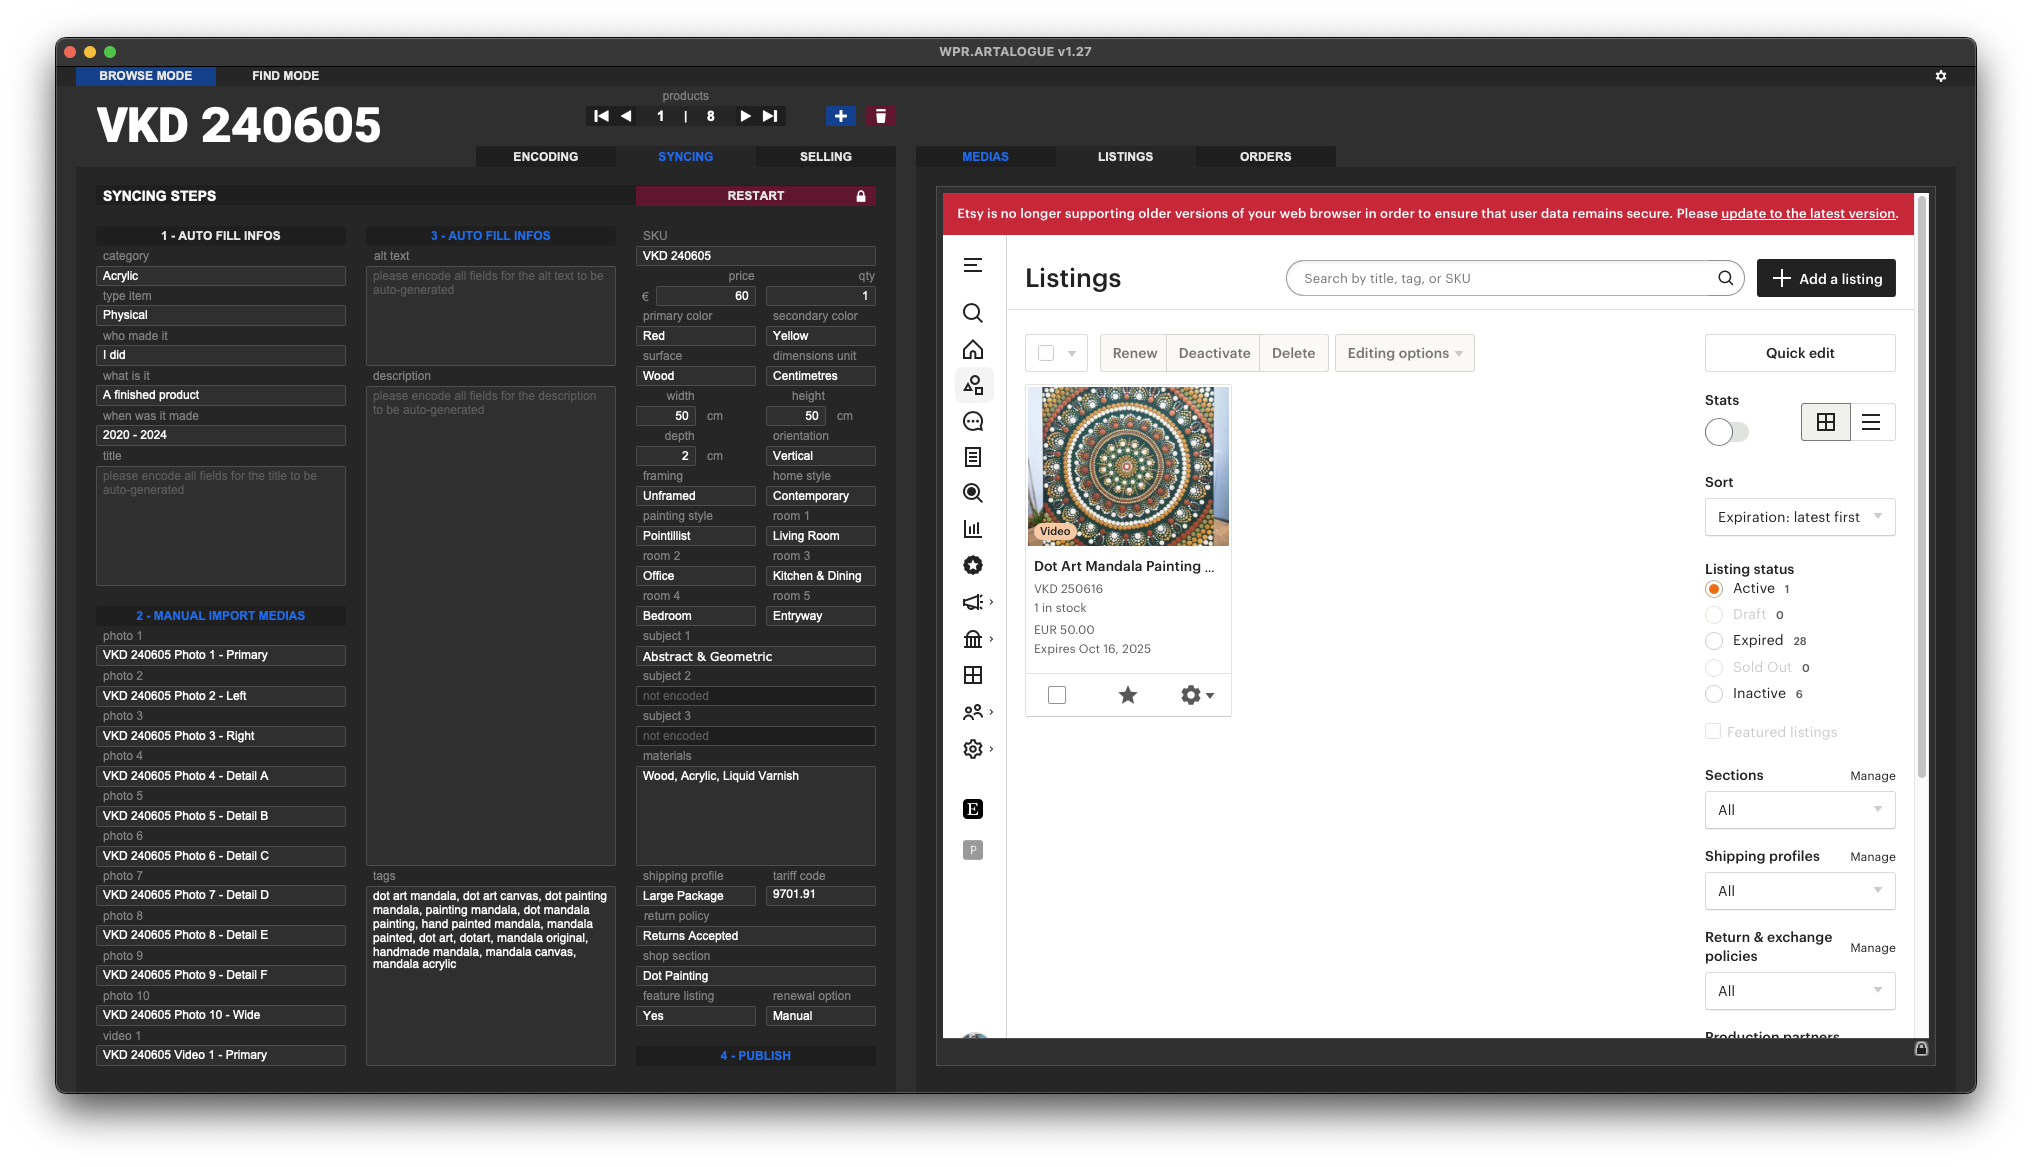 WPR.ARTALOGUE v1.27
BROWSE MODE
FIND MODE
VKD 240605
products
1 | 8
ENCODING
SYNCING
SELLING
MEDIAS
LISTINGS
ORDERS
SYNCING STEPS
RESTART
1 - AUTO FILL INFOS
category
Acrylic
type item
Physical
who made it
I did
what is it
A finished product
when was it made
2020 - 2024
title
please encode all fields for the title to be
auto-generated
2 - MANUAL IMPORT MEDIAS
photo 1
VKD 240605 Photo 1 - Primary
photo 2
VKD 240605 Photo 2 - Left
photo 3
VKD 240605 Photo 3 - Right
photo 4
VKD 240605 Photo 4 - Detail A
photo 5
VKD 240605 Photo 5 - Detail B
photo 6
VKD 240605 Photo 6 - Detail C
photo 7
VKD 240605 Photo 7 - Detail D
photo 8
VKD 240605 Photo 8 - Detail E
photo 9
VKD 240605 Photo 9 - Detail F
photo 10
VKD 240605 Photo 10 - Wide
video 1
VKD 240605 Video 1 - Primary
3 - AUTO FILL INFOS
alt text
please encode all fields for the alt text to be
auto-generated
description
please encode all fields for the description
to be auto-generated
tags
dot art mandala, dot art canvas, dot painting
mandala, painting mandala, dot mandala
painting, hand painted mandala, mandala
painted, dot art, dotart, mandala original,
handmade mandala, mandala canvas,
mandala acrylic
SKU
VKD 240605
price
qty
€
60
1
primary color
secondary color
Red
Yellow
surface
dimensions unit
Wood
Centimetres
width
height
50 cm
50 cm
depth
orientation
2 cm
Vertical
framing
home style
Unframed
Contemporary
painting style
room 1
Pointillist
Living Room
room 2
room 3
Office
Kitchen & Dining
room 4
room 5
Bedroom
Entryway
subject 1
Abstract & Geometric
subject 2
not encoded
subject 3
not encoded
materials
Wood, Acrylic, Liquid Varnish
shipping profile
tariff code
Large Package
9701.91
return policy
Returns Accepted
shop section
Dot Painting
feature listing
renewal option
Yes
Manual
4 - PUBLISH
Etsy is no longer supporting older versions of your web browser in order to ensure that user data remains secure. Please update to the latest version.
Listings
Search by title, tag, or SKU
Add a listing
Renew
Deactivate
Delete
Editing options
Video
Dot Art Mandala Painting ...
VKD 250616
1 in stock
EUR 50.00
Expires Oct 16, 2025
E
P
Quick edit
Stats
Sort
Expiration: latest first
Listing status
Active 1
Draft 0
Expired 28
Sold Out 0
Inactive 6
Featured listings
Sections
Manage
All
Shipping profiles
Manage
All
Return & exchange
policies
Manage
All
Production partners